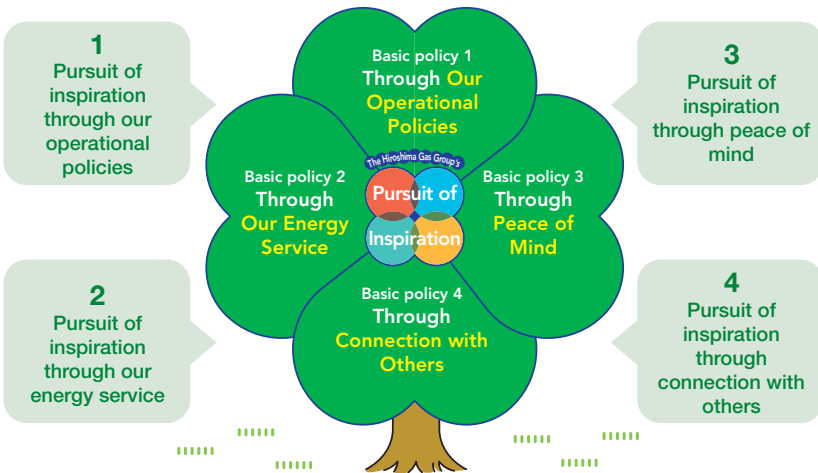 1
Pursuit of
inspiration
through our
operational
policies
2
Pursuit of
inspiration
through our
energy service
Basic policy 1
Through Our
Operational
Policies
Basic policy 2
Through
Our Energy
Service
The Hiroshima Gas Group's
Pursuit of
Inspiration
Basic policy 3
Through
Peace of
Mind
Basic policy 4
Through
Connection with
Others
3
Pursuit of
inspiration
through peace of
mind
4
Pursuit of
inspiration
through
connection with
others